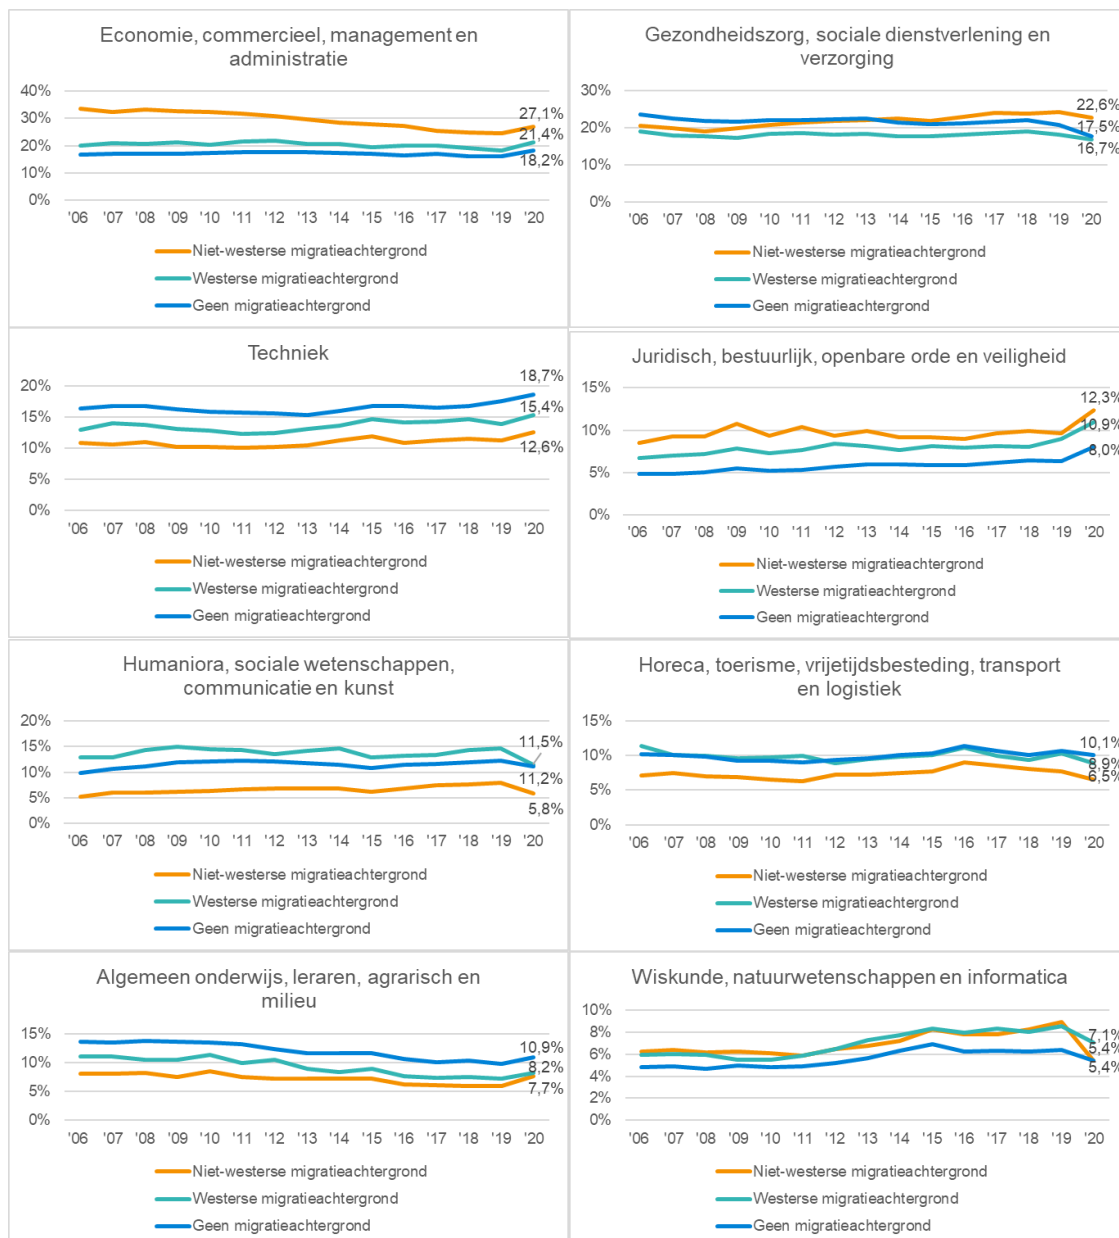 Economie, commercieel, management en
administratie
40%
30%
20%
10%
0%
27,1%
21,4%
18,2%
'06 '07 '08 '09 '10 '11 '12 '13 '14 '15 '16 '17 '18 '19 '20
Niet-westerse migratieachtergrond
Westerse migratieachtergrond
Geen migratieachtergrond
Gezondheidszorg, sociale dienstverlening en
verzorging
30%
20%
10%
0%
22,6%
17,5%
16,7%
'06 '07 '08 '09 '10 '11 '12 '13 '14 '15 '16 '17 '18 '19 '20
Niet-westerse migratieachtergrond
Westerse migratieachtergrond
Geen migratieachtergrond
Techniek
20%
15%
10%
5%
0%
18,7%
15,4%
12,6%
'06 '07 '08 '09 '10 '11 '12 '13 '14 '15 '16 '17 '18 '19 '20
Niet-westerse migratieachtergrond
Westerse migratieachtergrond
Geen migratieachtergrond
Juridisch, bestuurlijk, openbare orde en veiligheid
15%
10%
5%
0%
12,3%
10,9%
8,0%
'06 '07 '08 '09 '10 '11 '12 '13 '14 '15 '16 '17 '18 '19 '20
Niet-westerse migratieachtergrond
Westerse migratieachtergrond
Geen migratieachtergrond
Humaniora, sociale wetenschappen,
communicatie en kunst
20%
15%
10%
5%
0%
11,5%
11,2%
5,8%
'06 '07 '08 '09 '10 '11 '12 '13 '14 '15 '16 '17 '18 '19 '20
Niet-westerse migratieachtergrond
Westerse migratieachtergrond
Geen migratieachtergrond
Horeca, toerisme, vrijetijdsbesteding, transport
en logistiek
15%
10%
5%
0%
10,1%
8,9%
6,5%
'06 '07 '08 '09 '10 '11 '12 '13 '14 '15 '16 '17 '18 '19 '20
Niet-westerse migratieachtergrond
Westerse migratieachtergrond
Geen migratieachtergrond
Algemeen onderwijs, leraren, agrarisch en
milieu
15%
10%
5%
0%
10,9%
8,2%
7,7%
'06 '07 '08 '09 '10 '11 '12 '13 '14 '15 '16 '17 '18 '19 '20
Niet-westerse migratieachtergrond
Westerse migratieachtergrond
Geen migratieachtergrond
Wiskunde, natuurwetenschappen en informatica
10%
8%
6%
4%
2%
0%
7,1%
5,4%
5,4%
'06 '07 '08 '09 '10 '11 '12 '13 '14 '15 '16 '17 '18 '19 '20
Niet-westerse migratieachtergrond
Westerse migratieachtergrond
Geen migratieachtergrond